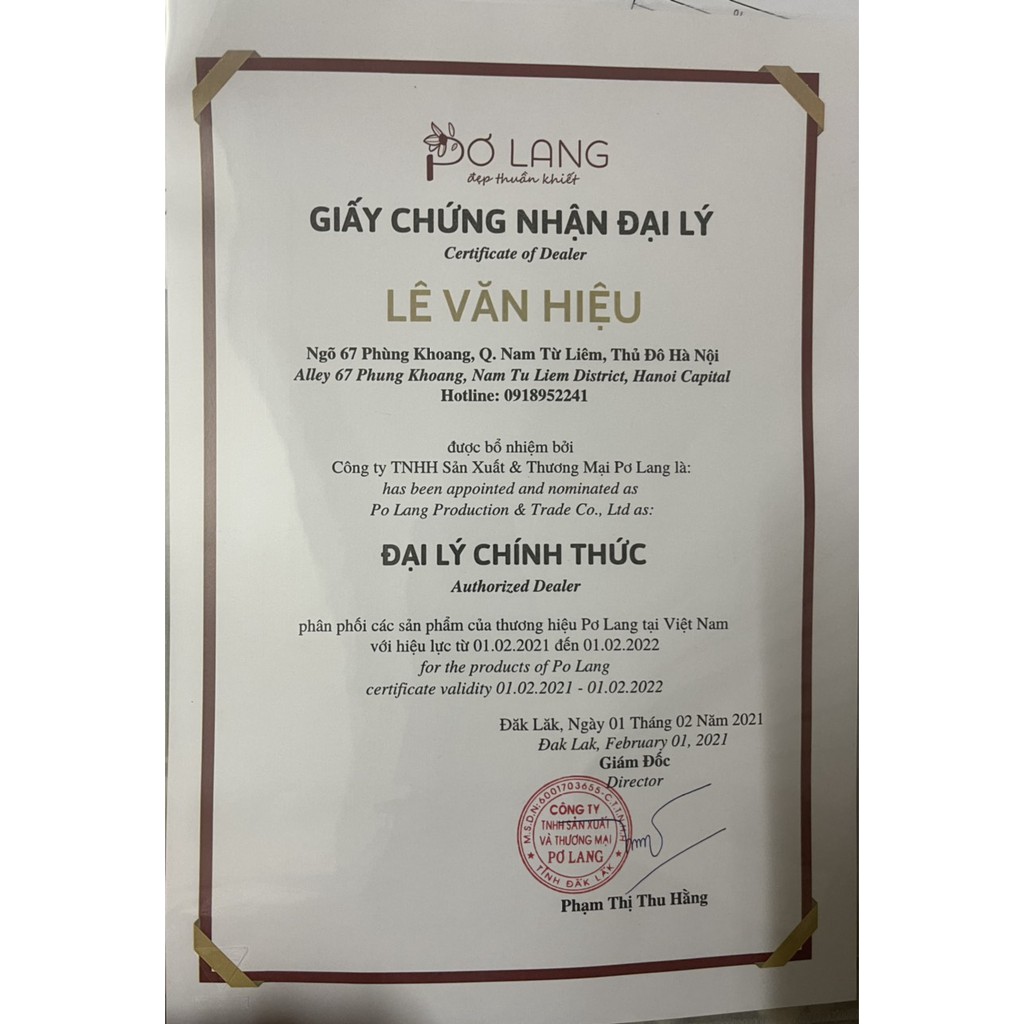 PƠ LANG
đẹp thuần khiết
GIẤY CHỨNG NHẬN ĐẠI LÝ
Certificate of Dealer
LÊ VĂN HIỆU
Ngõ 67 Phùng Khoang, Q. Nam Từ Liêm, Thủ Đô Hà Nội
Alley 67 Phung Khoang, Nam Tu Liem District, Hanoi Capital
Hotline: 0918952241
được bổ nhiệm bởi
Công ty TNHH Sản Xuất & Thương Mại Pơ Lang là:
has been appointed and nominated as
Po Lang Production & Trade Co., Ltd as:
ĐẠI LÝ CHÍNH THỨC
Authorized Dealer
phân phối các sản phẩm của thương hiệu Pơ Lang tại Việt Nam
với hiệu lực từ 01.02.2021 đến 01.02.2022
for the products of Po Lang
certificate validity 01.02.2021 - 01.02.2022
Đăk Lăk, Ngày 01 Tháng 02 Năm 2021
Đak Lak, February 01, 2021
Giám Đốc
Director
M.S.D.N:6001703655-C.T.T.N.H.H
CÔNG TY
TNHH SẢN XUẤT
VÀ THƯƠNG MẠI
PƠ LANG
TỈNH ĐĂK LĂK
Phạm Thị Thu Hằng